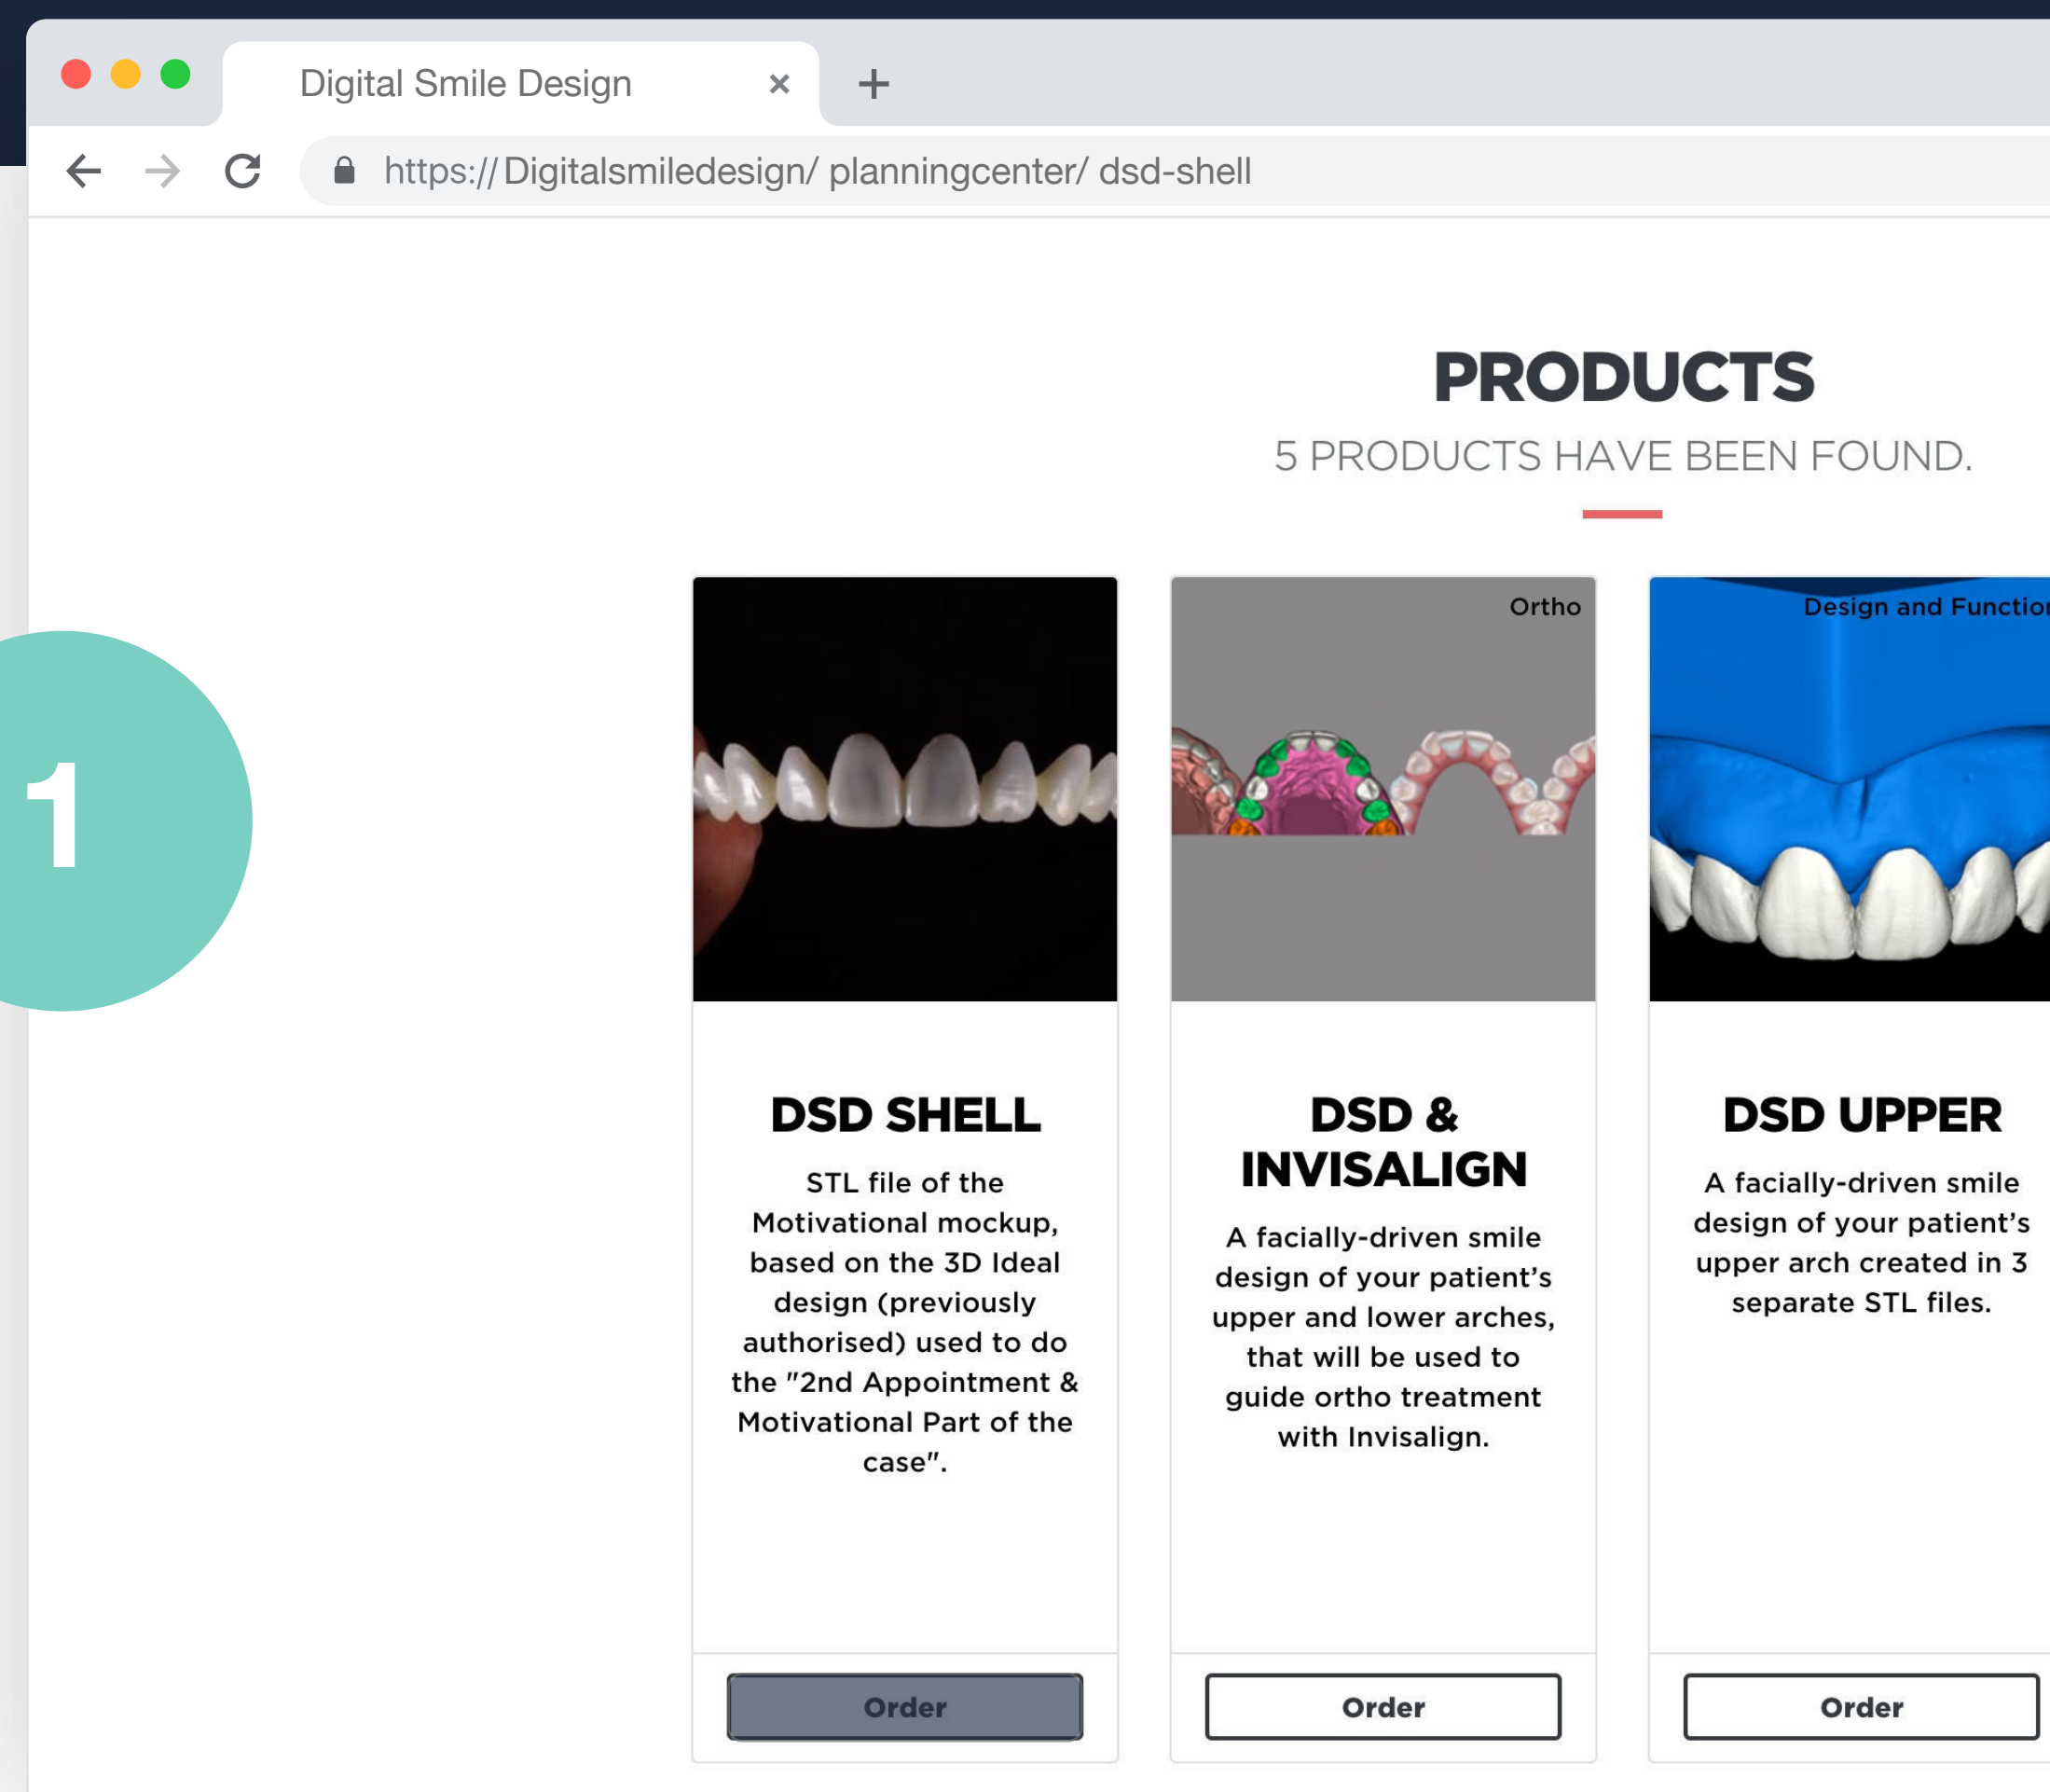 Digital Smile Design
https://Digitalsmiledesign/ planningcenter/ dsd-shell
PRODUCTS
5 PRODUCTS HAVE BEEN FOUND.
1
Ortho
Design and Function
DSD SHELL
STL file of the
Motivational mockup,
based on the 3D Ideal
design (previously
authorised) used to do
the "2nd Appointment &
Motivational Part of the
case".
Order
DSD &
INVISALIGN
A facially-driven smile
design of your patient's
upper and lower arches,
that will be used to
guide ortho treatment
with Invisalign.
Order
DSD UPPER
A facially-driven smile
design of your patient's
upper arch created in 3
separate STL files.
Order